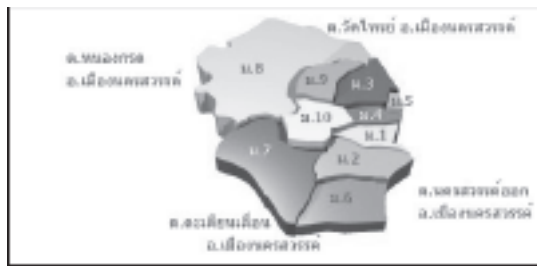 ต.วัดไทรย์ อ.เมืองนครสวรรค์
ต.หนองกรด
อ.เมืองนครสวรรค์
ม.8
ม.9
ม.3
ม.5
ม.10
ม.4
ม.1
ม.7
ม.2
ม.6
ต.นครสวรรค์ออก
อ.เมืองนครสวรรค์
ต.ตะเคียนเลื่อน
อ.เมืองนครสวรรค์